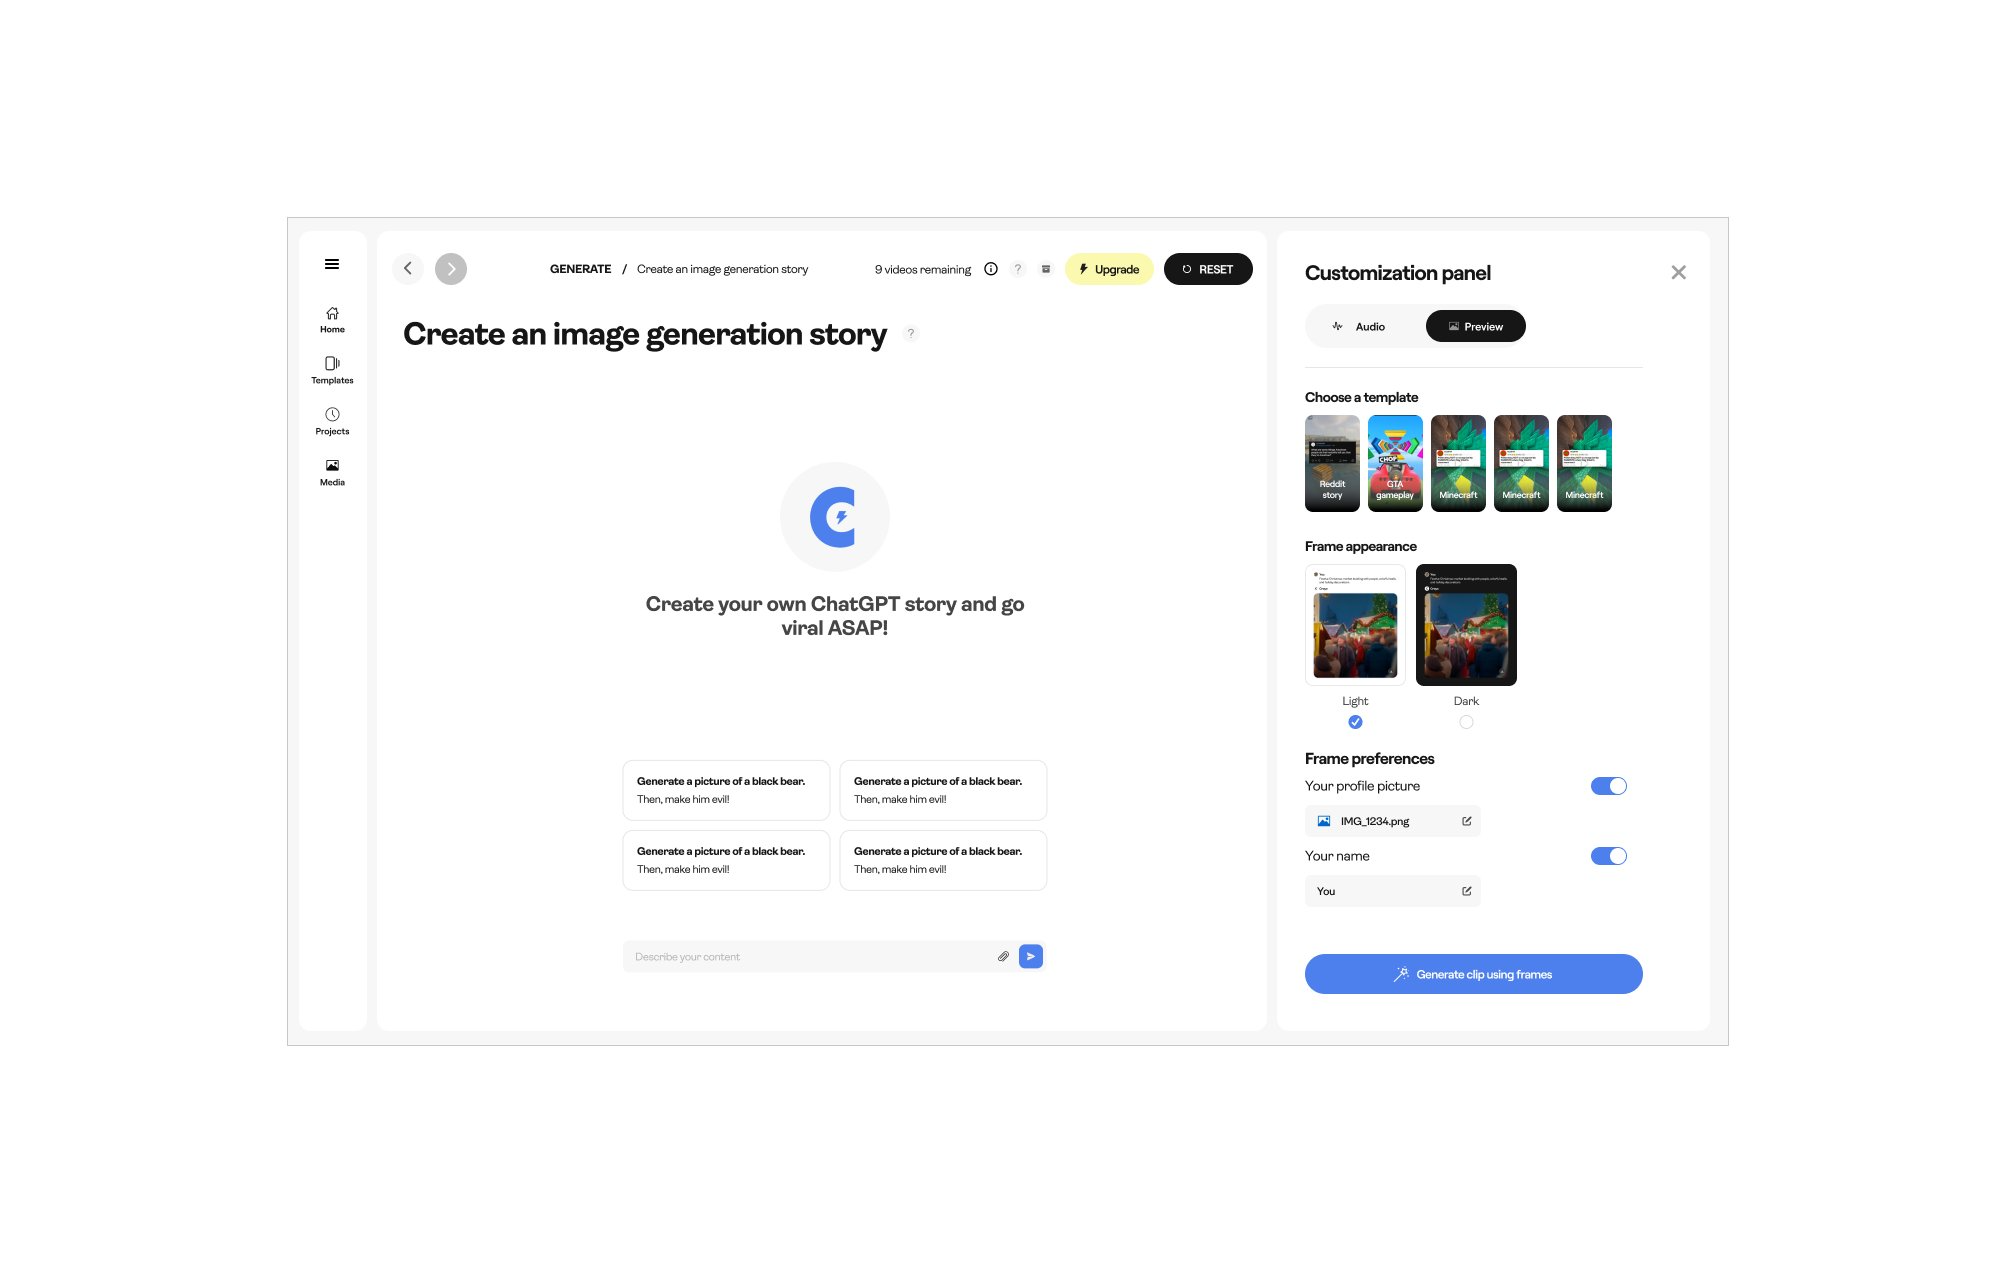 Home
Templates
Projects
Media
GENERATE / Create an image generation story
9 videos remaining
?
Upgrade
RESET
Create an image generation story
?
Create your own ChatGPT story and go
viral ASAP!
Generate a picture of a black bear.
Then, make him evil!
Generate a picture of a black bear.
Then, make him evil!
Generate a picture of a black bear.
Then, make him evil!
Generate a picture of a black bear.
Then, make him evil!
Describe your content
Customization panel
Audio
Preview
Choose a template
Reddit
story
CHOP
GTA
gameplay
Minecraft
Minecraft
Minecraft
Frame appearance
You
You
Light
Dark
Frame preferences
Your profile picture
IMG_1234.png
Your name
You
Generate clip using frames